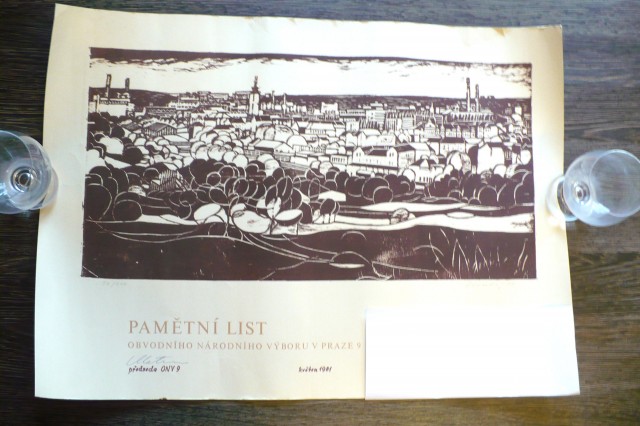 PAMĚTNÍ LIST
OBVODNÍHO NÁRODNÍHO VÝBORU V PRAZE 9
předseda ONV 9 květen 1981